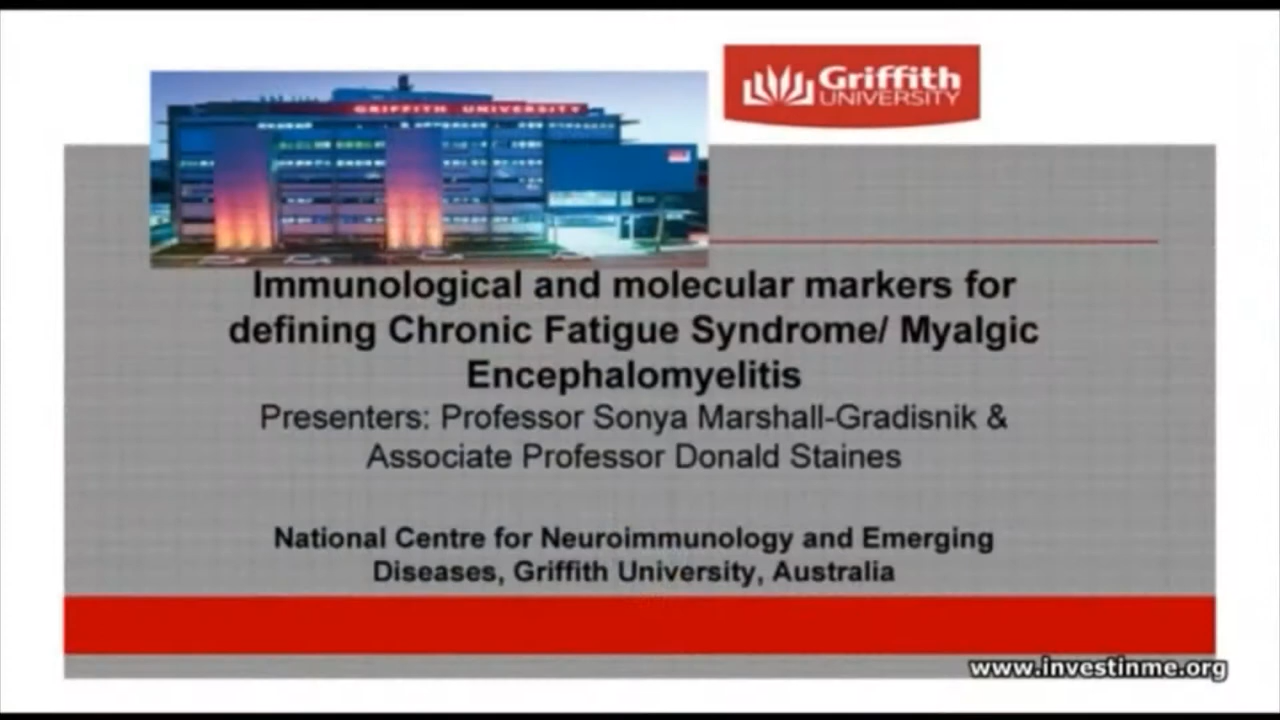 GRIFFITH UNIVERSITY
Griffith
UNIVERSITY
Immunological and molecular markers for
defining Chronic Fatigue Syndrome/ Myalgic
Encephalomyelitis
Presenters: Professor Sonya Marshall-Gradisnik &
Associate Professor Donald Staines
National Centre for Neuroimmunology and Emerging
Diseases, Griffith University, Australia
www.investinme.org